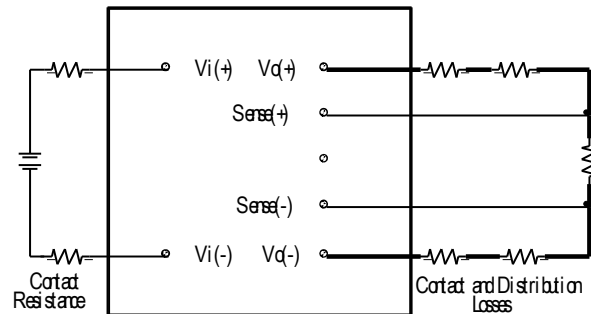 Vi(+) Vo(+)
Sense(+)
Sense(-)
Vi(-) Vo(-)
Contact
Resistance
Contact and Distribution
Losses